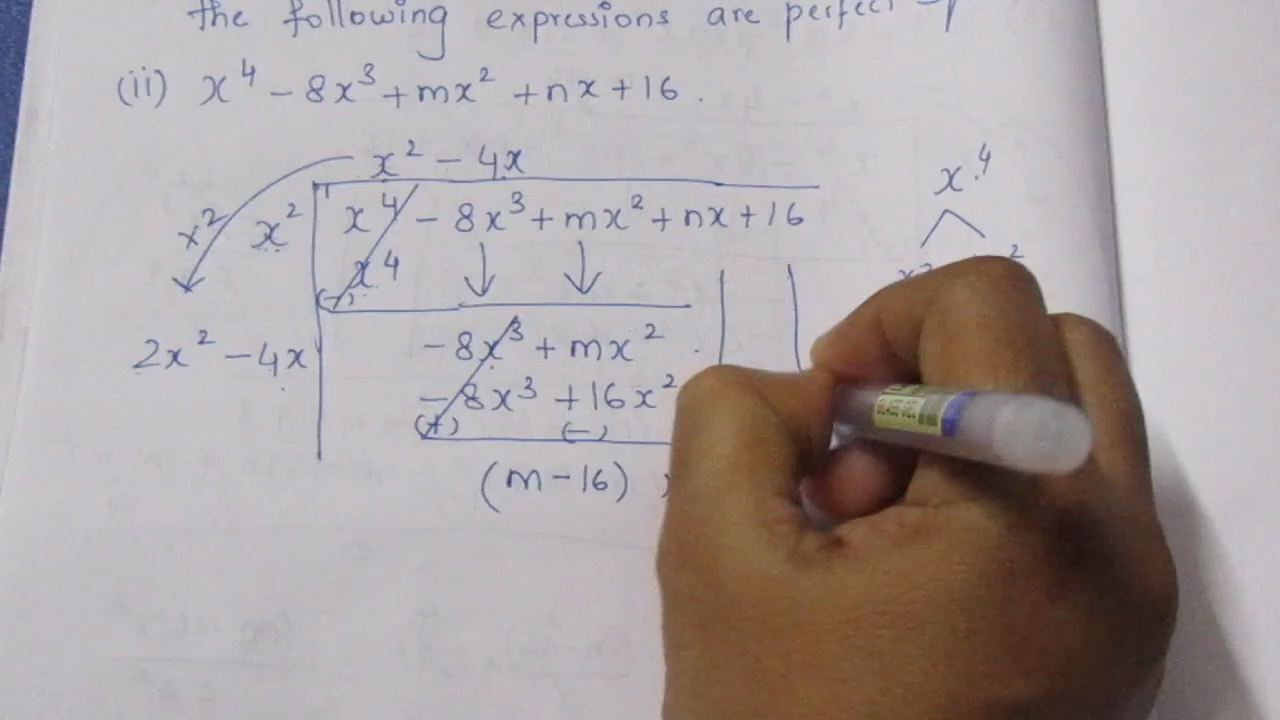 the following expressions are perfect
(ii) x⁴ - 8x³ + mx² + nx + 16 .
x² - 4x
x⁴
x² x² x⁴ - 8x³ + mx² + nx + 16
x⁴
(-)
2x² - 4x - 8x³ + mx²
- 8x³ + 16x²
(+) (-)
(m - 16)